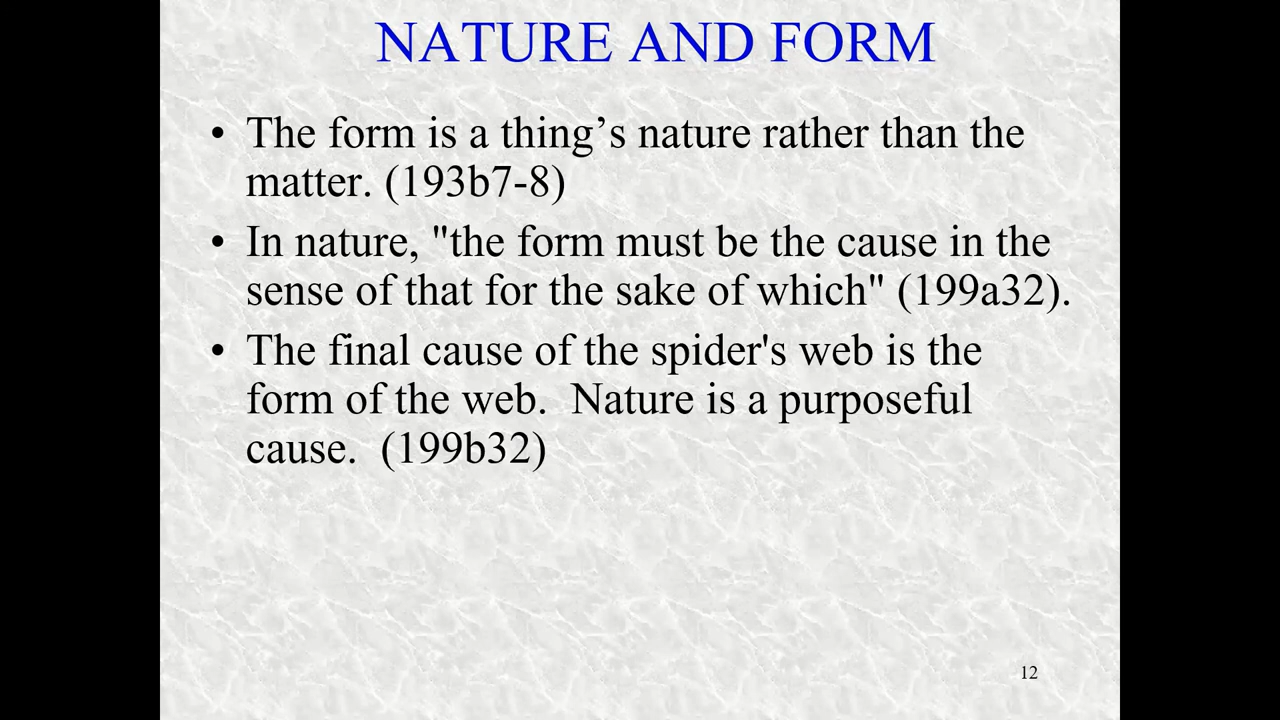 NATURE AND FORM
• The form is a thing’s nature rather than the
matter. (193b7-8)
• In nature, "the form must be the cause in the
sense of that for the sake of which" (199a32).
• The final cause of the spider's web is the
form of the web.  Nature is a purposeful
cause.  (199b32)
12